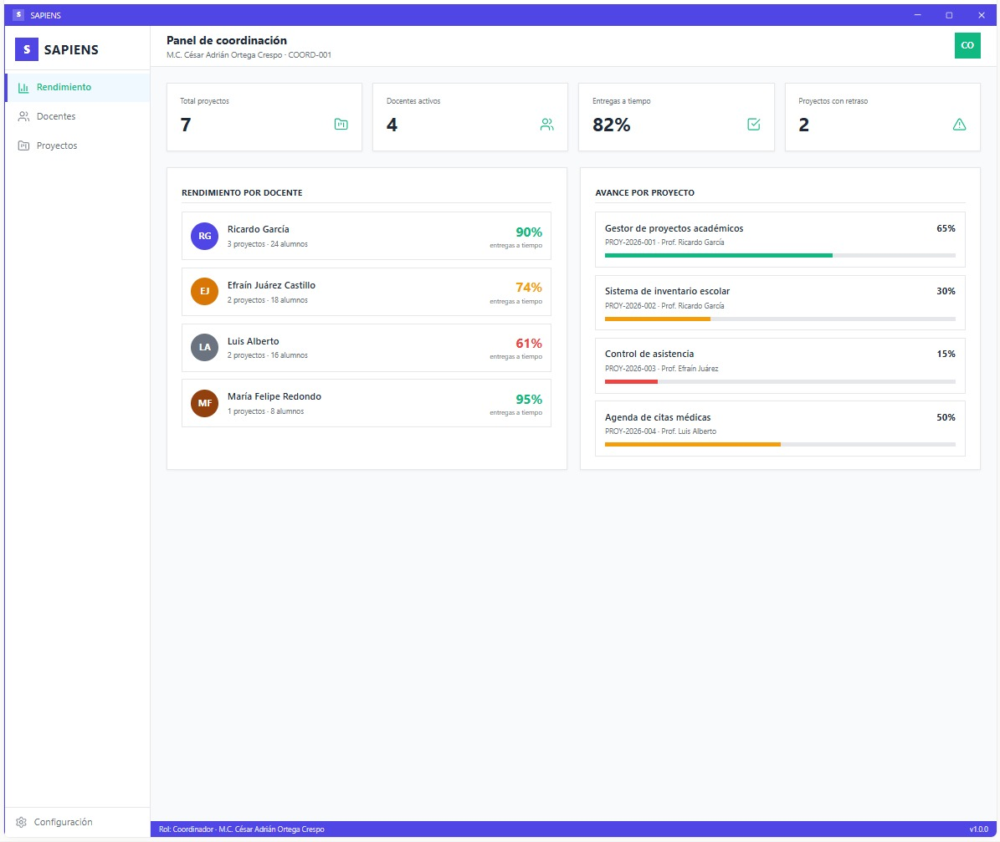 S SAPIENS
S SAPIENS
Panel de coordinación
M.C. César Adrián Ortega Crespo · COORD-001
CO
Rendimiento
Docentes
Proyectos
Total proyectos
7
Docentes activos
4
Entregas a tiempo
82%
Proyectos con retraso
2
RENDIMIENTO POR DOCENTE
RG
Ricardo García
3 proyectos · 24 alumnos
90%
entregas a tiempo
EJ
Efraín Juárez Castillo
2 proyectos · 18 alumnos
74%
entregas a tiempo
LA
Luis Alberto
2 proyectos · 16 alumnos
61%
entregas a tiempo
MF
María Felipe Redondo
1 proyectos · 8 alumnos
95%
entregas a tiempo
AVANCE POR PROYECTO
Gestor de proyectos académicos 65%
PROY-2026-001 · Prof. Ricardo García
Sistema de inventario escolar 30%
PROY-2026-002 · Prof. Ricardo García
Control de asistencia 15%
PROY-2026-003 · Prof. Efraín Juárez
Agenda de citas médicas 50%
PROY-2026-004 · Prof. Luis Alberto
Configuración
Rol: Coordinador · M.C. César Adrián Ortega Crespo v1.0.0